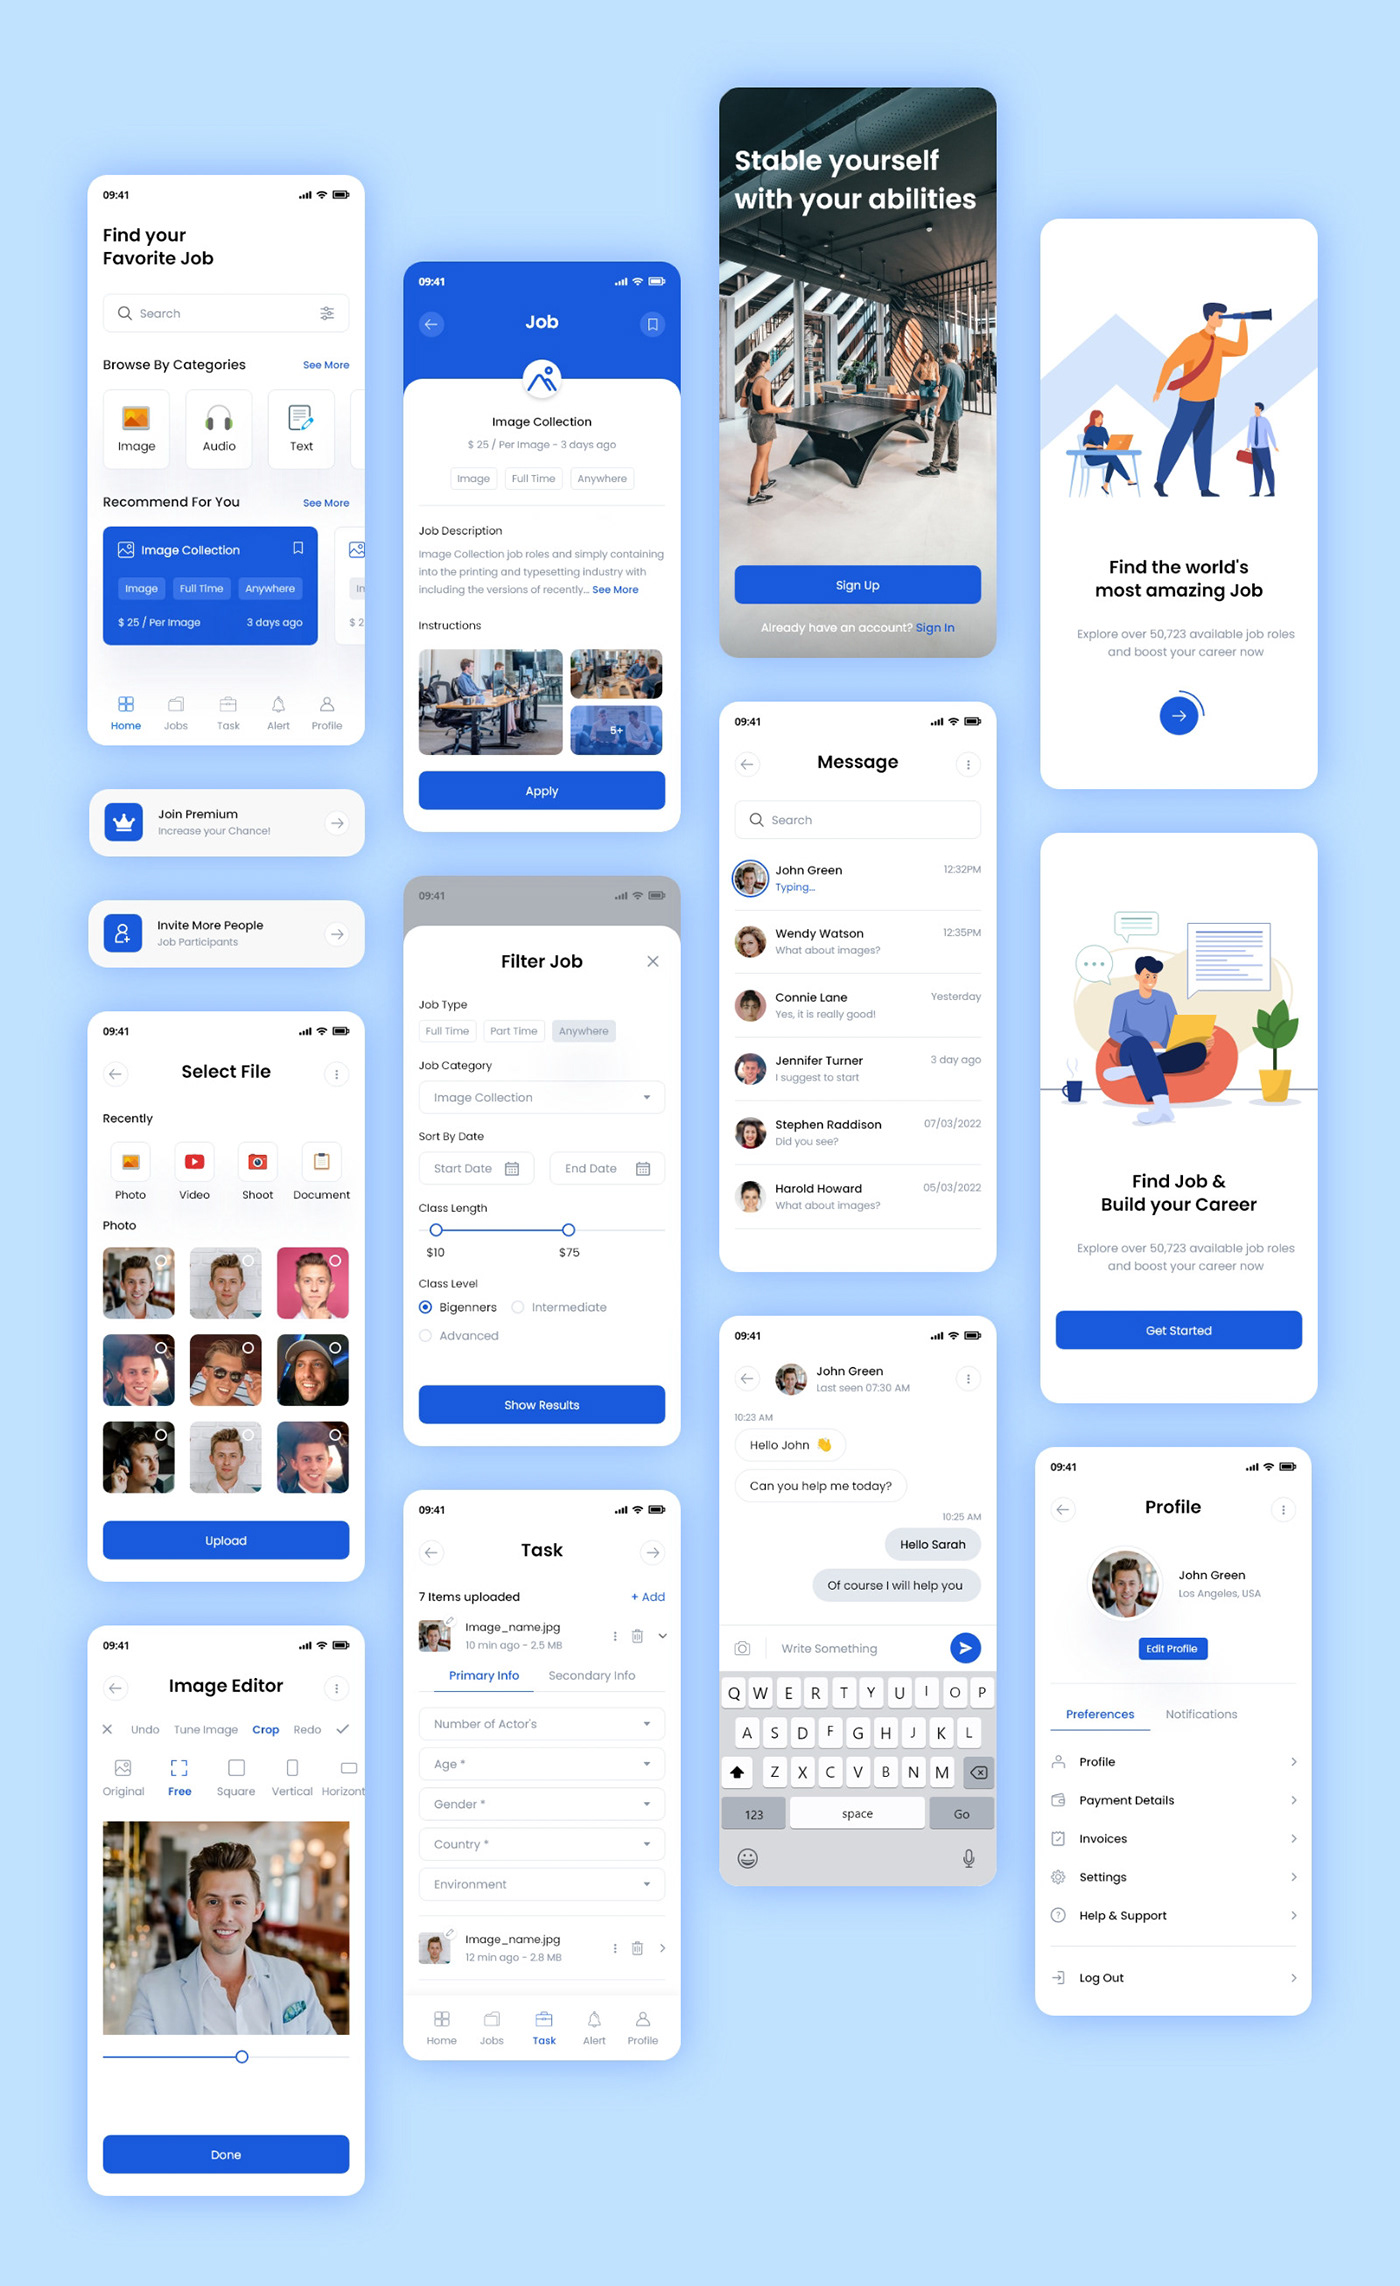 09:41
Find your
Favorite Job
Search
Browse By Categories See More
Image Audio Text
Recommend For You See More
Image Collection
Image Full Time Anywhere In
$ 25 / Per Image 3 days ago $ 2
Home Jobs Task Alert Profile
Join Premium
Increase your Chance!
Invite More People
Job Participants
09:41
Select File
Recently
Photo Video Shoot Document
Photo
Upload
09:41
Image Editor
Undo Tune Image Crop Redo
Original Free Square Vertical Horizont
Done
09:41
Job
Image Collection
$ 25 / Per Image - 3 days ago
Image Full Time Anywhere
Job Description
Image Collection job roles and simply containing
into the printing and typesetting industry with
including the versions of recently... See More
Instructions
5+
Apply
09:41
Filter Job
Job Type
Full Time Part Time Anywhere
Job Category
Image Collection
Sort By Date
Start Date End Date
Class Length
$10 $75
Class Level
Bigenners Intermediate
Advanced
Show Results
09:41
Task
7 Items uploaded + Add
Image_name.jpg
10 min ago - 2.5 MB
Primary Info Secondary Info
Number of Actor's
Age *
Gender *
Country *
Environment
Image_name.jpg
12 min ago - 2.8 MB
Home Jobs Task Alert Profile
Stable yourself
with your abilities
Sign Up
Already have an account? Sign In
09:41
Message
Search
John Green 12:32PM
Typing...
Wendy Watson 12:35PM
What about images?
Connie Lane Yesterday
Yes, it is really good!
Jennifer Turner 3 day ago
I suggest to start
Stephen Raddison 07/03/2022
Did you see?
Harold Howard 05/03/2022
What about images?
09:41
John Green
Last seen 07:30 AM
10:23 AM
Hello John 👋
Can you help me today?
10:25 AM
Hello Sarah
Of course I will help you
Write Something
Q W E R T Y U I O P
A S D F G H J K L
Z X C V B N M
123 space Go
Find the world's
most amazing Job
Explore over 50,723 available job roles
and boost your career now
Find Job &
Build your Career
Explore over 50,723 available job roles
and boost your career now
Get Started
09:41
Profile
John Green
Los Angeles, USA
Edit Profile
Preferences Notifications
Profile
Payment Details
Invoices
Settings
Help & Support
Log Out